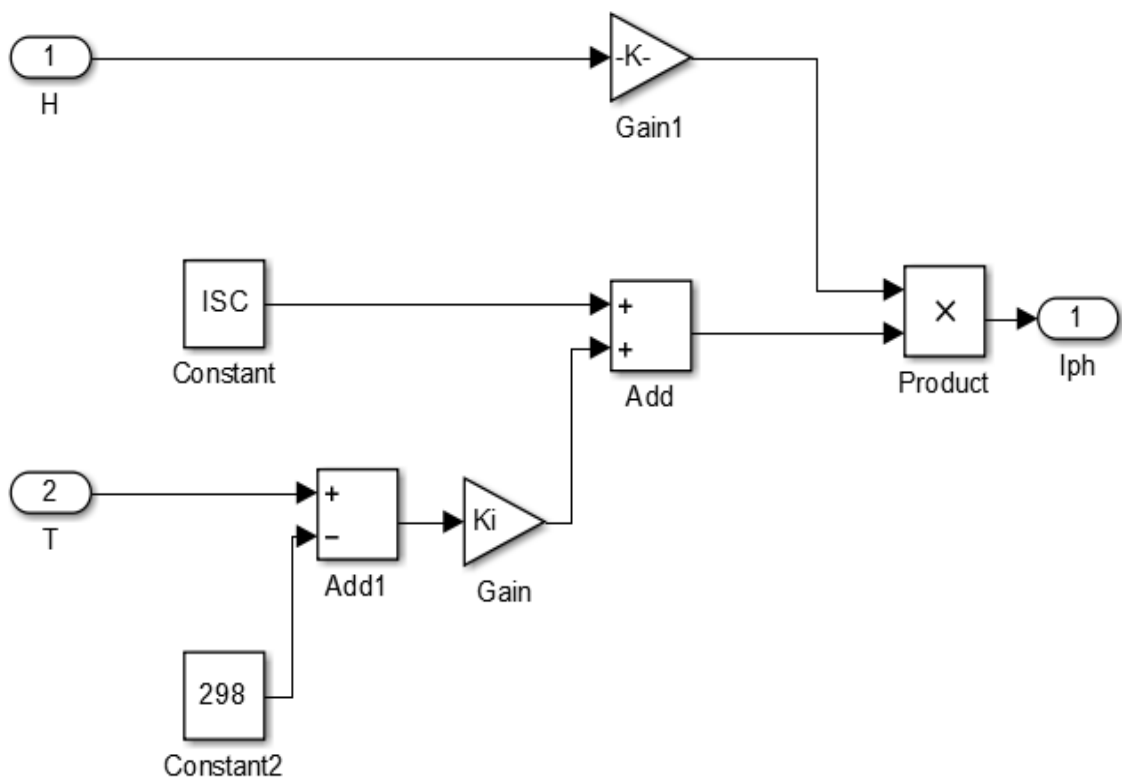 1
H
-K-
Gain1
ISC
Constant
+
+
Add
×
Product
1
Iph
2
T
+
−
Add1
Ki
Gain
298
Constant2